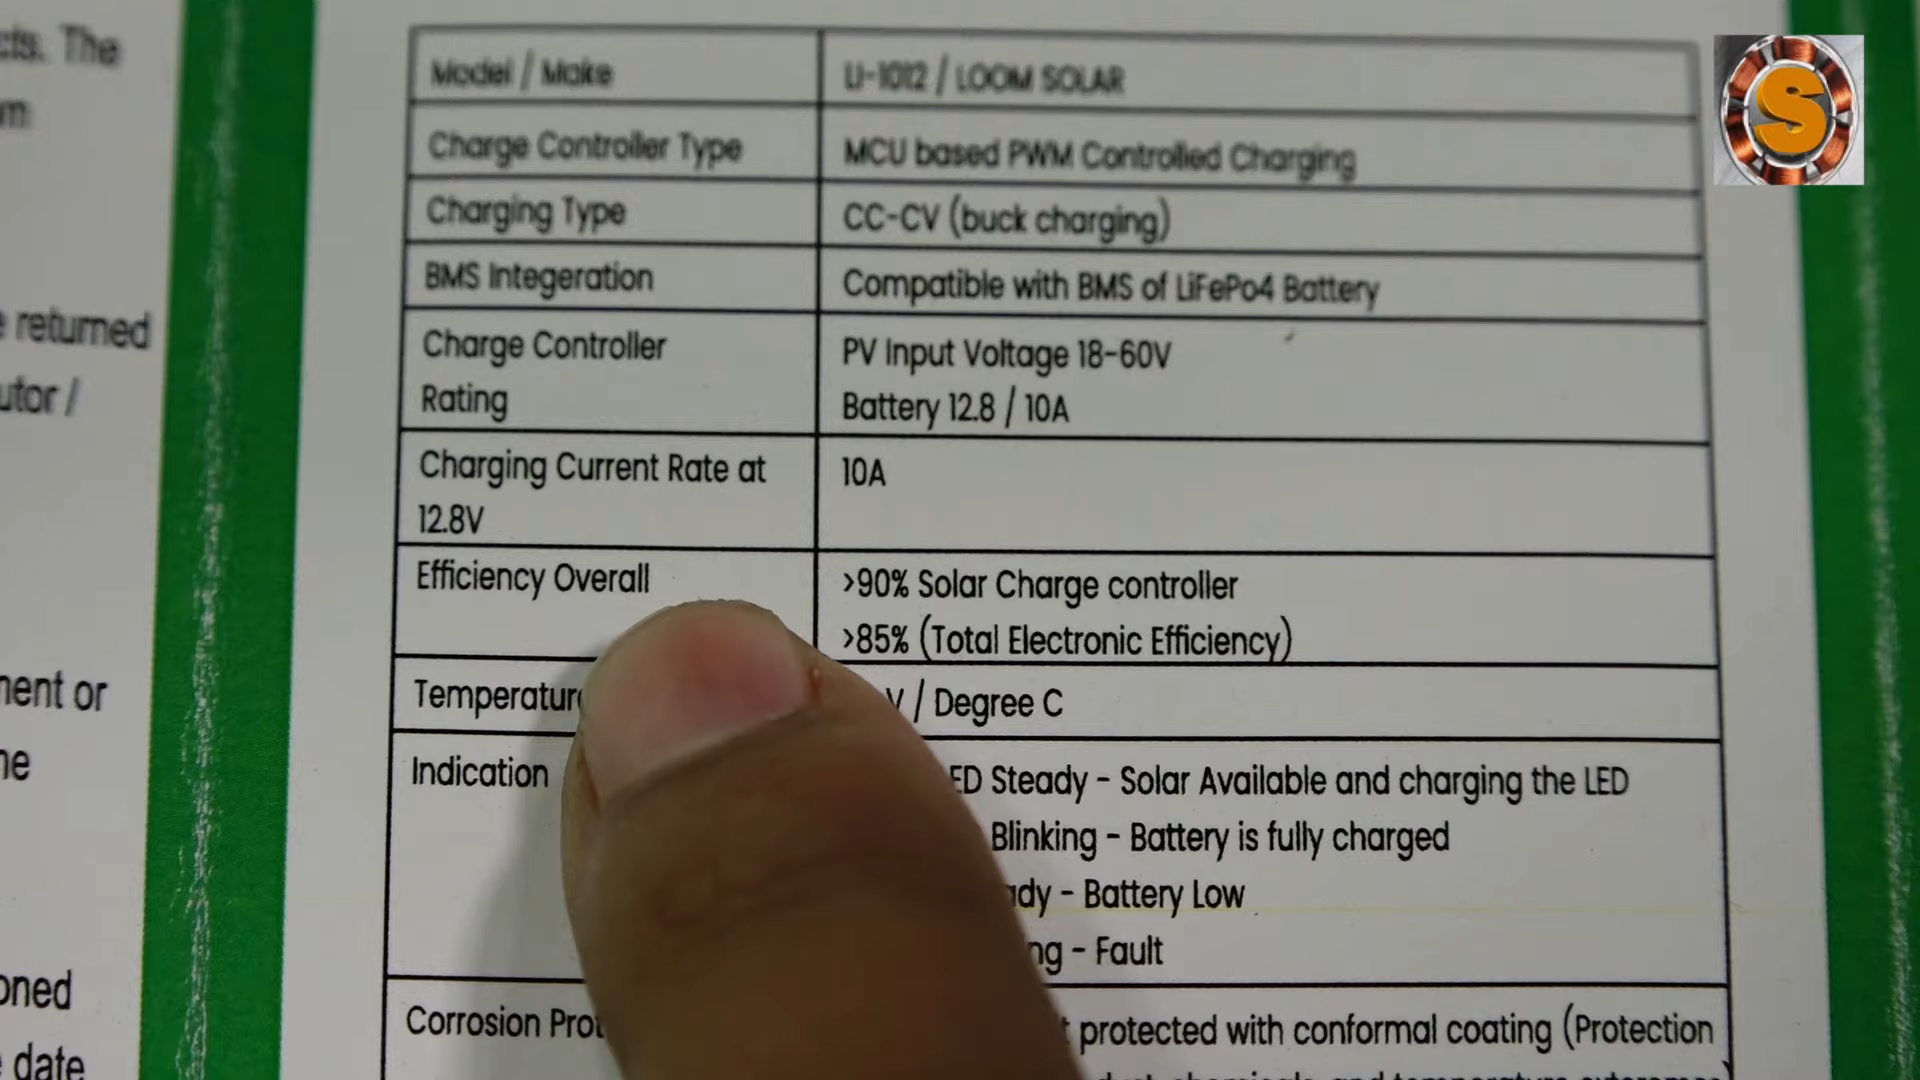 cts. The
m
e returned
utor /
nent or
ne
oned
e date
Model / Make
LI-1012 / LOOM SOLAR
Charge Controller Type
MCU based PWM Controlled Charging
Charging Type
CC-CV (buck charging)
BMS Integeration
Compatible with BMS of LiFePo4 Battery
Charge Controller
Rating
PV Input Voltage 18-60V
Battery 12.8 / 10A
Charging Current Rate at
12.8V
10A
Efficiency Overall
>90% Solar Charge controller
>85% (Total Electronic Efficiency)
Temperatur
V / Degree C
Indication
ED Steady - Solar Available and charging the LED
Blinking - Battery is fully charged
ady - Battery Low
ng - Fault
Corrosion Prot
t protected with conformal coating (Protection
S